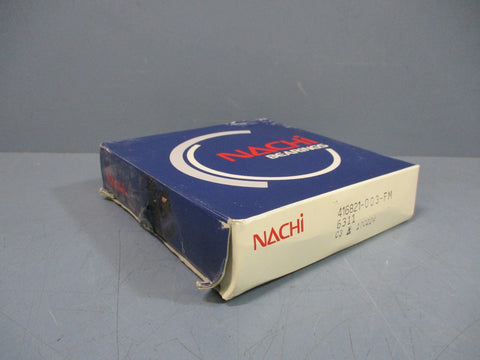 NACHi
BEARINGS
NACHi
416821-003-FM
6311